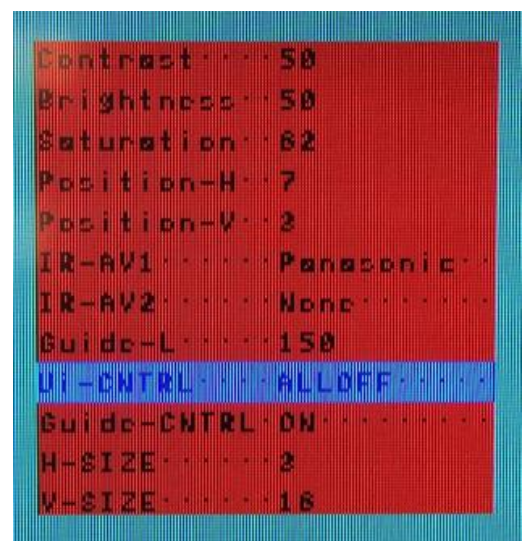 Contrast 50
Brightness 50
Saturation 62
Position-H 7
Position-V 3
IR-AV1 Panasonic
IR-AV2 None
Guide-L 150
Ui-CNTRL ALLOFF
Guide-CNTRL ON
H-SIZE 3
V-SIZE 16